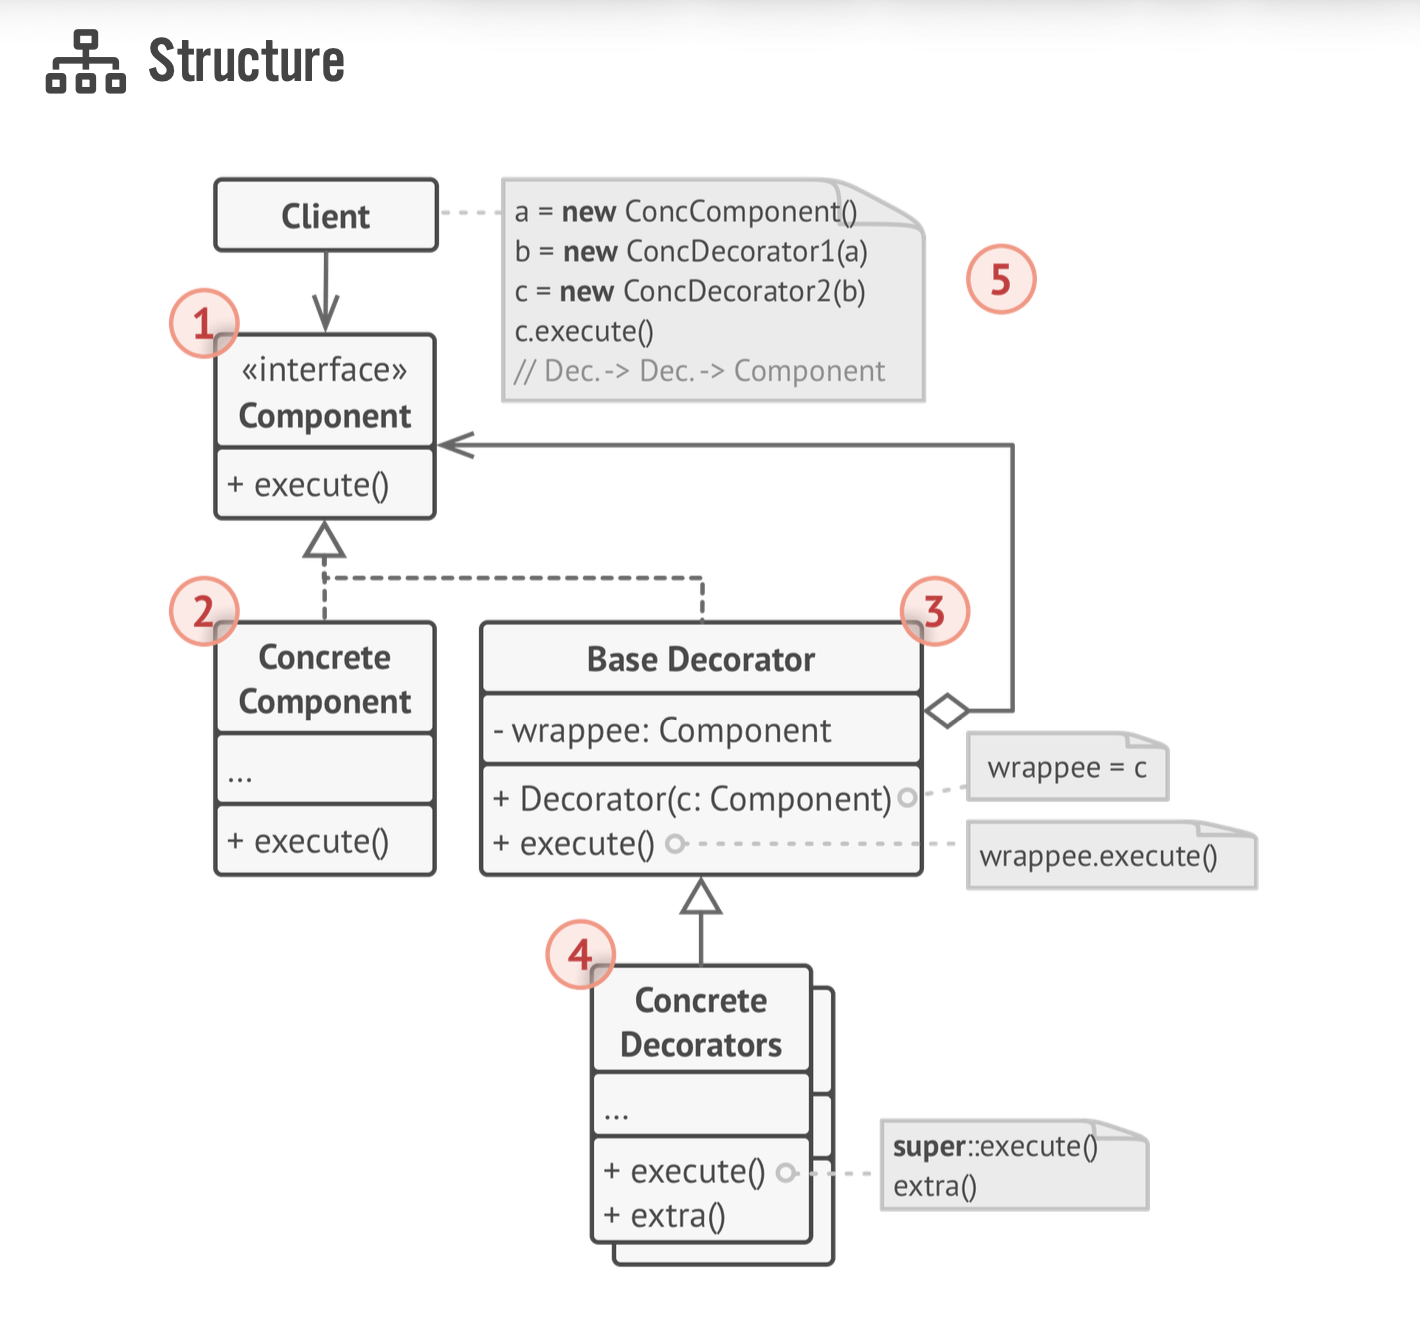 Structure
Client
a = new ConcComponent()
b = new ConcDecorator1(a)
c = new ConcDecorator2(b)
c.execute()
// Dec. -> Dec. -> Component
5
1
«interface»
Component
+ execute()
2
Concrete
Component
...
+ execute()
3
Base Decorator
- wrappee: Component
+ Decorator(c: Component)
+ execute()
wrappee = c
wrappee.execute()
4
Concrete
Decorators
...
+ execute()
+ extra()
super::execute()
extra()